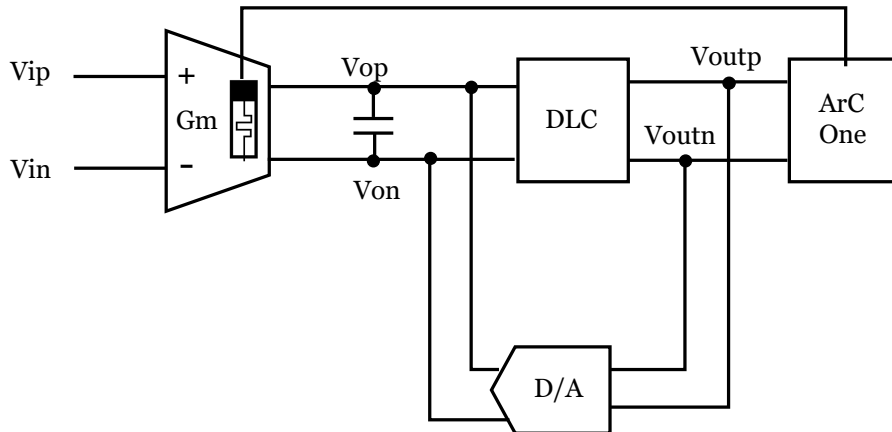 Vip
+
Gm
-
Vin
Vop
Von
DLC
Voutp
Voutn
ArC
One
D/A